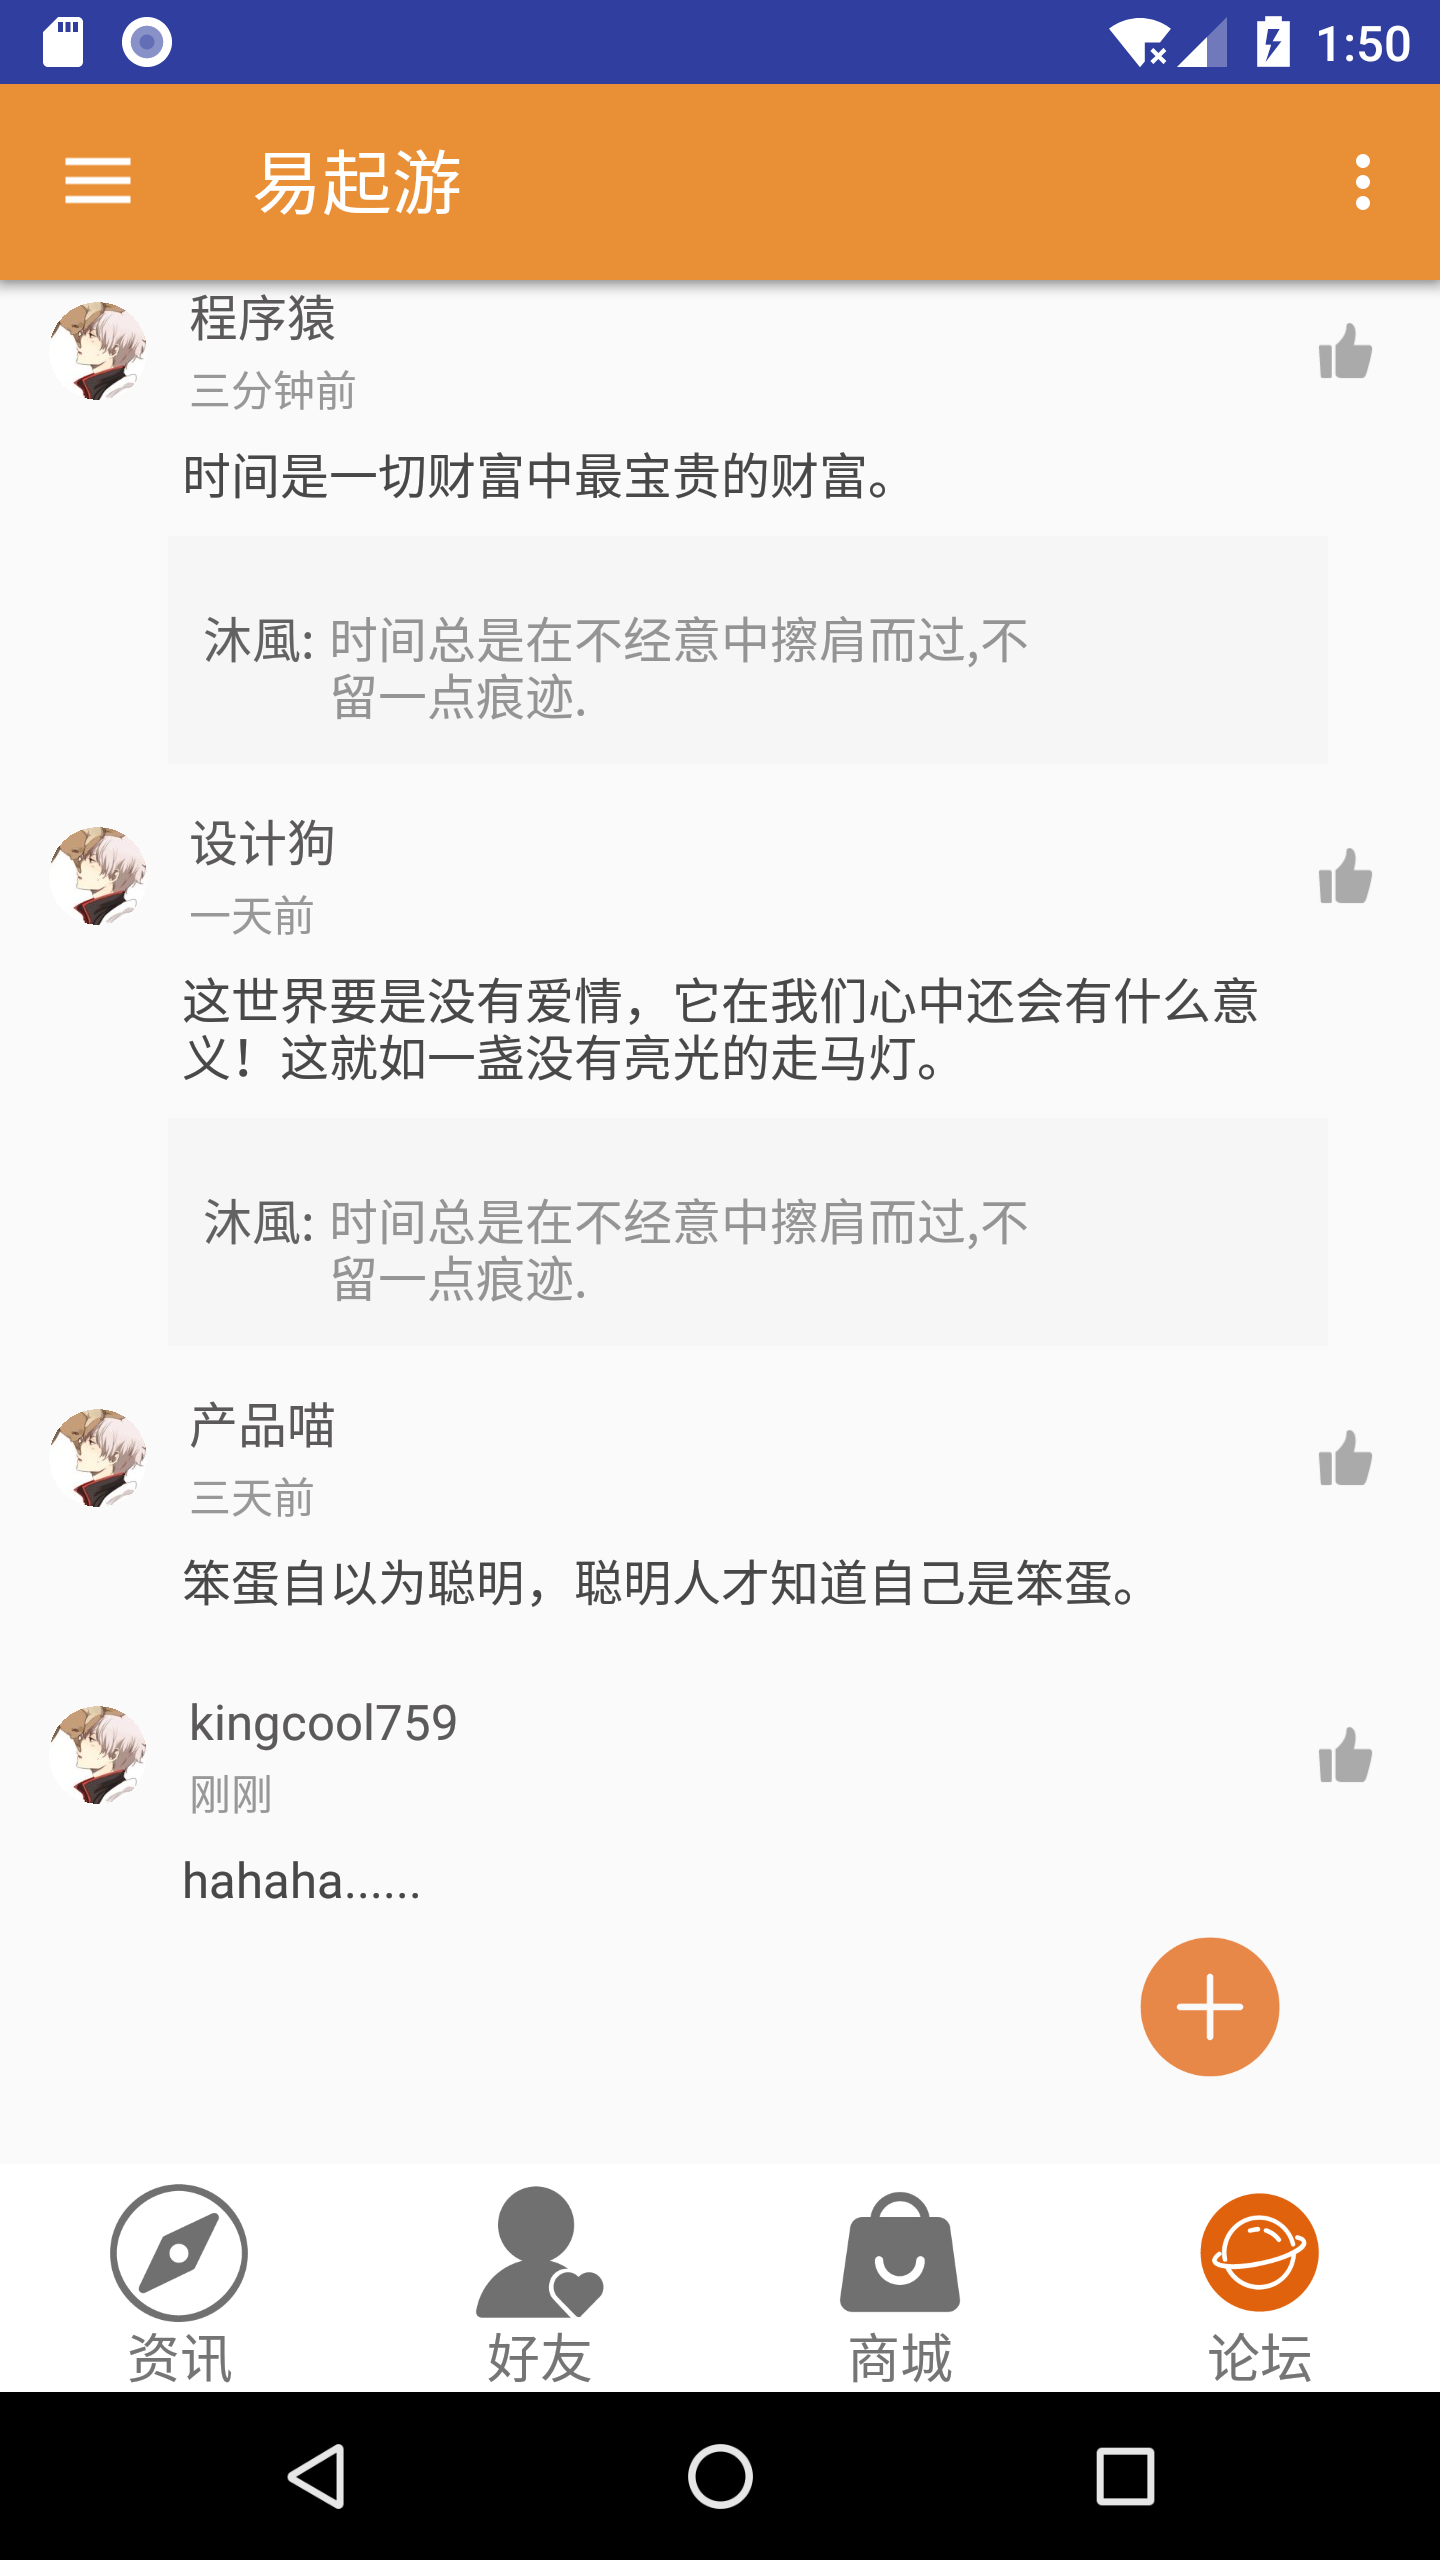 1:50
易起游
程序猿
三分钟前
时间是一切财富中最宝贵的财富。
沐風: 时间总是在不经意中擦肩而过,不
留一点痕迹.
设计狗
一天前
这世界要是没有爱情，它在我们心中还会有什么意
义！这就如一盏没有亮光的走马灯。
沐風: 时间总是在不经意中擦肩而过,不
留一点痕迹.
产品喵
三天前
笨蛋自以为聪明，聪明人才知道自己是笨蛋。
kingcool759
刚刚
hahaha......
资讯 好友 商城 论坛